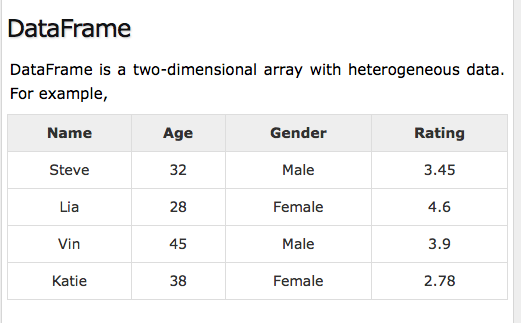 DataFrame
DataFrame is a two-dimensional array with heterogeneous data.
For example,
Name Age Gender Rating
Steve 32 Male 3.45
Lia 28 Female 4.6
Vin 45 Male 3.9
Katie 38 Female 2.78